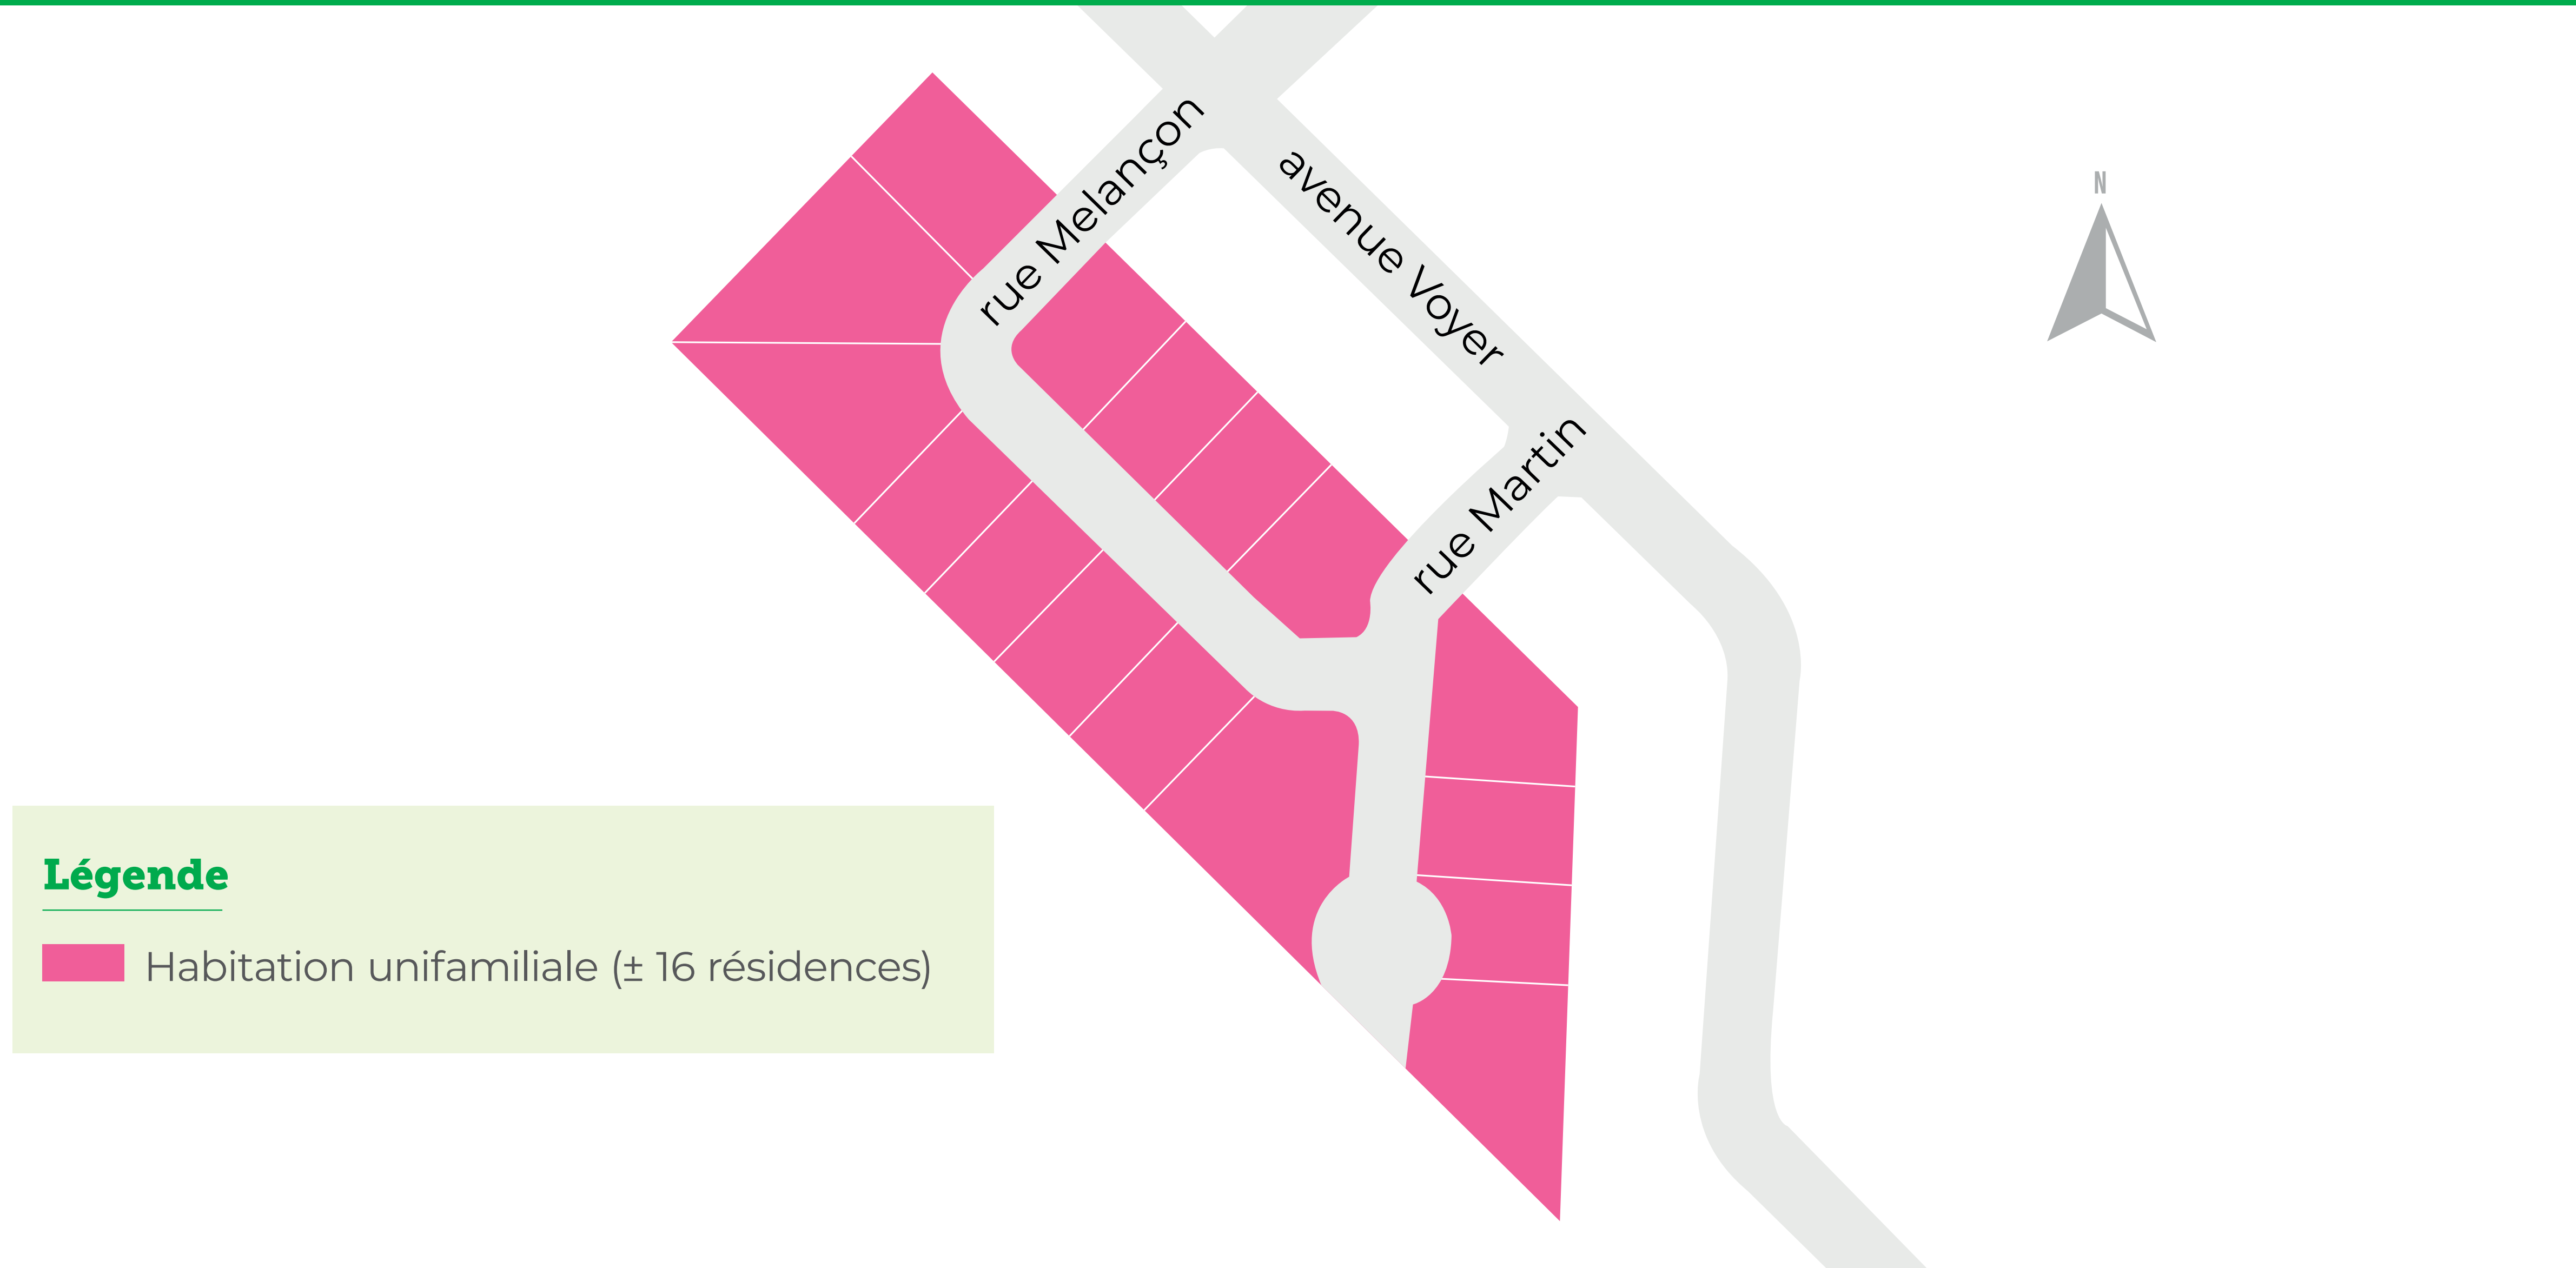 rue Melançon
avenue Voyer
N
rue Martin
Légende
Habitation unifamiliale (± 16 résidences)